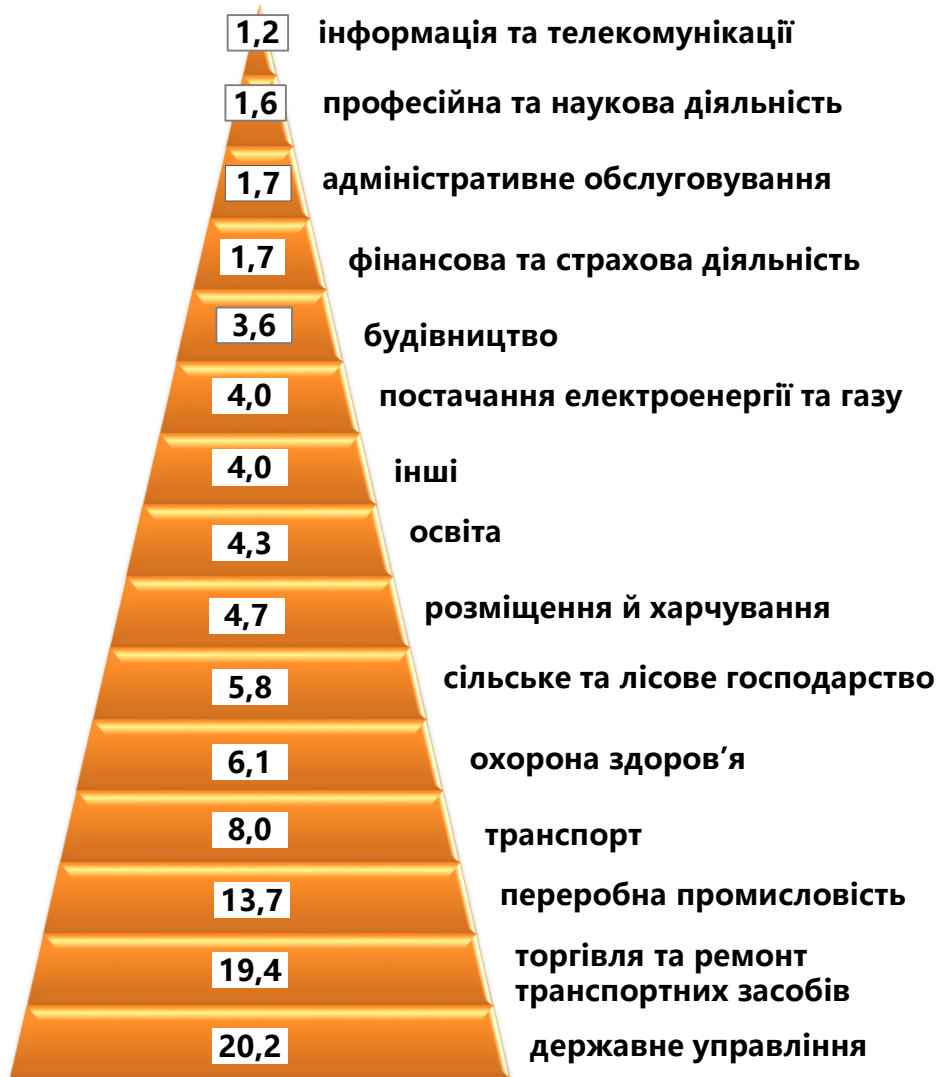 1,2 інформація та телекомунікації
1,6 професійна та наукова діяльність
1,7 адміністративне обслуговування
1,7 фінансова та страхова діяльність
3,6 будівництво
4,0 постачання електроенергії та газу
4,0 інші
4,3 освіта
4,7 розміщення й харчування
5,8 сільське та лісове господарство
6,1 охорона здоров’я
8,0 транспорт
13,7 переробна промисловість
19,4 торгівля та ремонт
транспортних засобів
20,2 державне управління